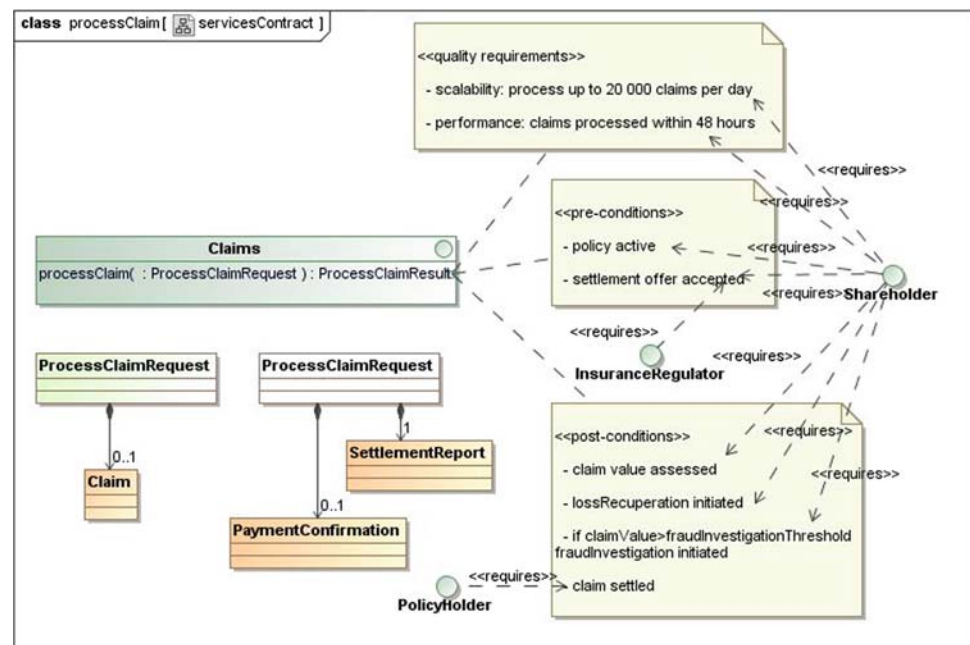 class processClaim [ servicesContract ]
<<quality requirements>>
- scalability: process up to 20 000 claims per day
- performance: claims processed within 48 hours
<<requires>>
<<requires>>
<<pre-conditions>>
- policy active
- settlement offer accepted
<<requires>>
<<requires>>
Shareholder
<<requires>>
InsuranceRegulator
Claims
processClaim( : ProcessClaimRequest ) : ProcessClaimResult
ProcessClaimRequest
0..1
Claim
ProcessClaimRequest
1
SettlementReport
0..1
PaymentConfirmation
<<requires>>
<<post-conditions>>
<<requires>>
- claim value assessed
<<requires>>
- lossRecuperation initiated
- if claimValue>fraudInvestigationThreshold
fraudInvestigation initiated
- claim settled
<<requires>>
PolicyHolder